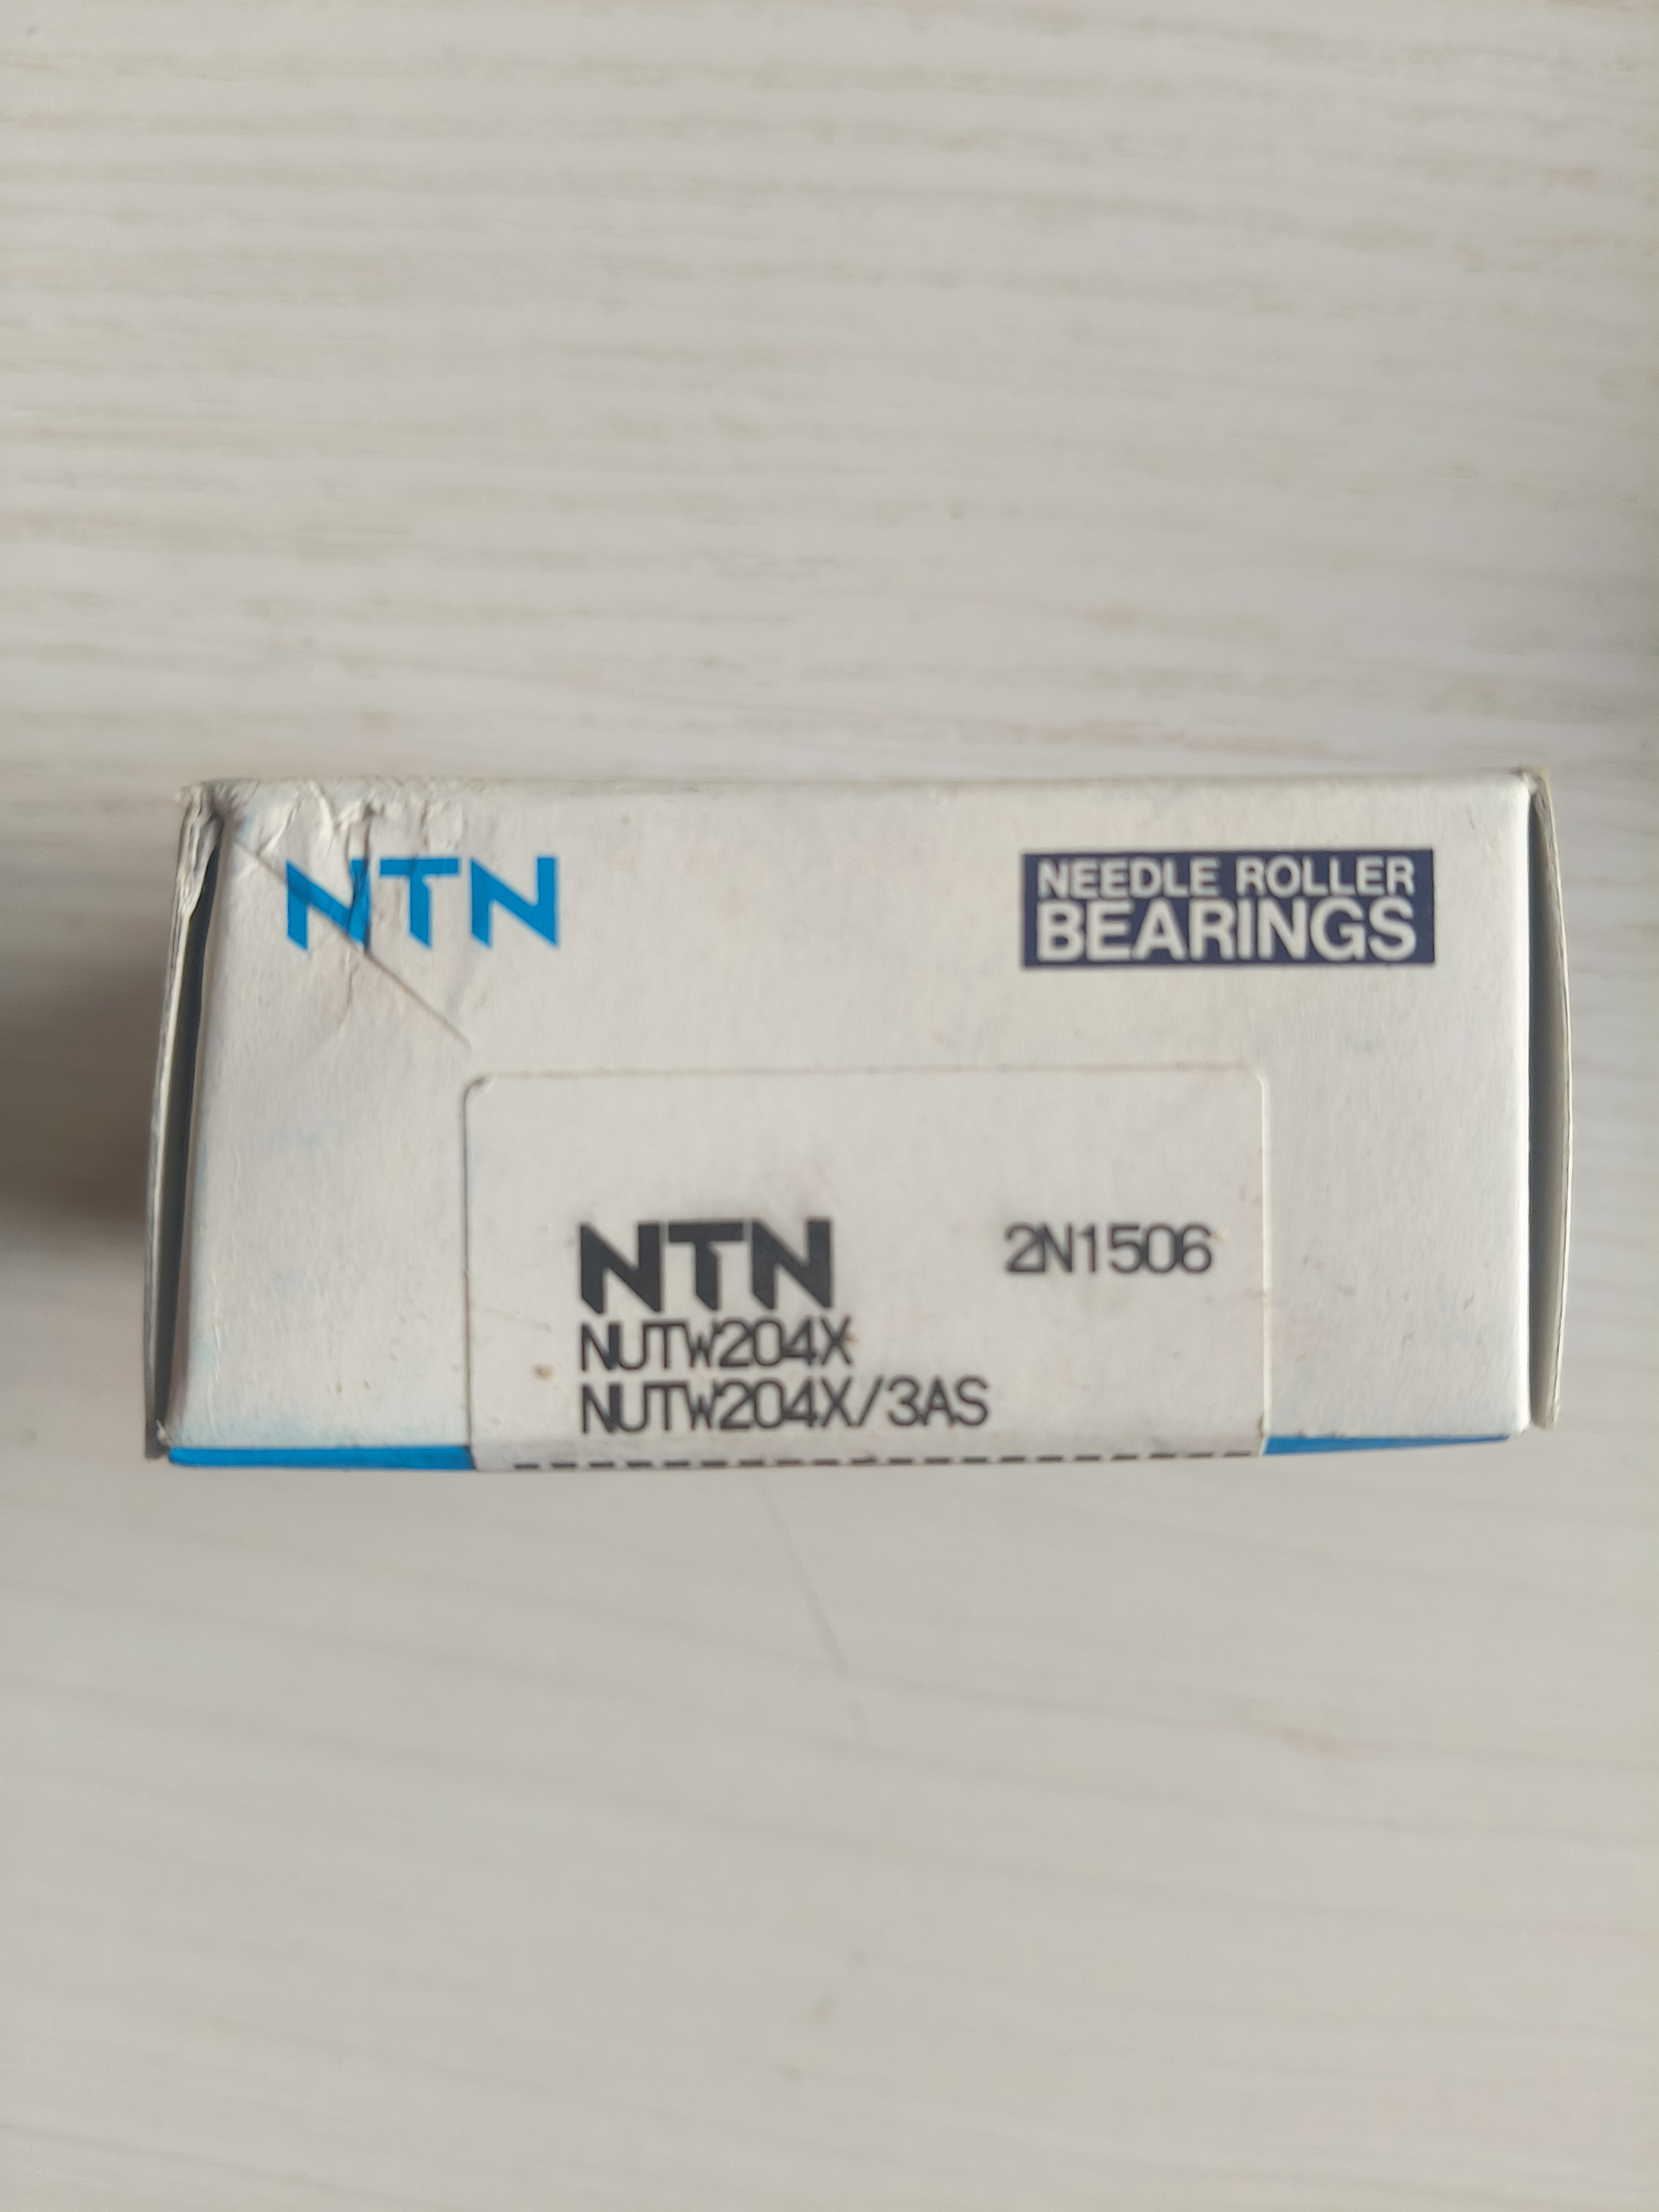 NTN
NEEDLE ROLLER
BEARINGS
NTN 2N1506
NUTW204X
NUTW204X/3AS